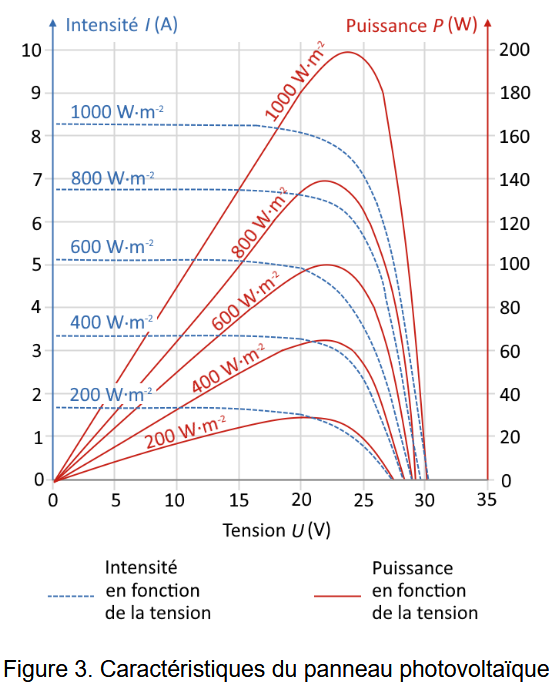 Intensité I (A)
Puissance P (W)
10
9
8
7
6
5
4
3
2
1
0
200
180
160
140
120
100
80
60
40
20
0
1000 W·m-2
800 W·m-2
600 W·m-2
400 W·m-2
200 W·m-2
1000 W·m-2
800 W·m-2
600 W·m-2
400 W·m-2
200 W·m-2
0 5 10 15 20 25 30 35
Tension U (V)
Intensité
en fonction
de la tension
Puissance
en fonction
de la tension
Figure 3. Caractéristiques du panneau photovoltaïque